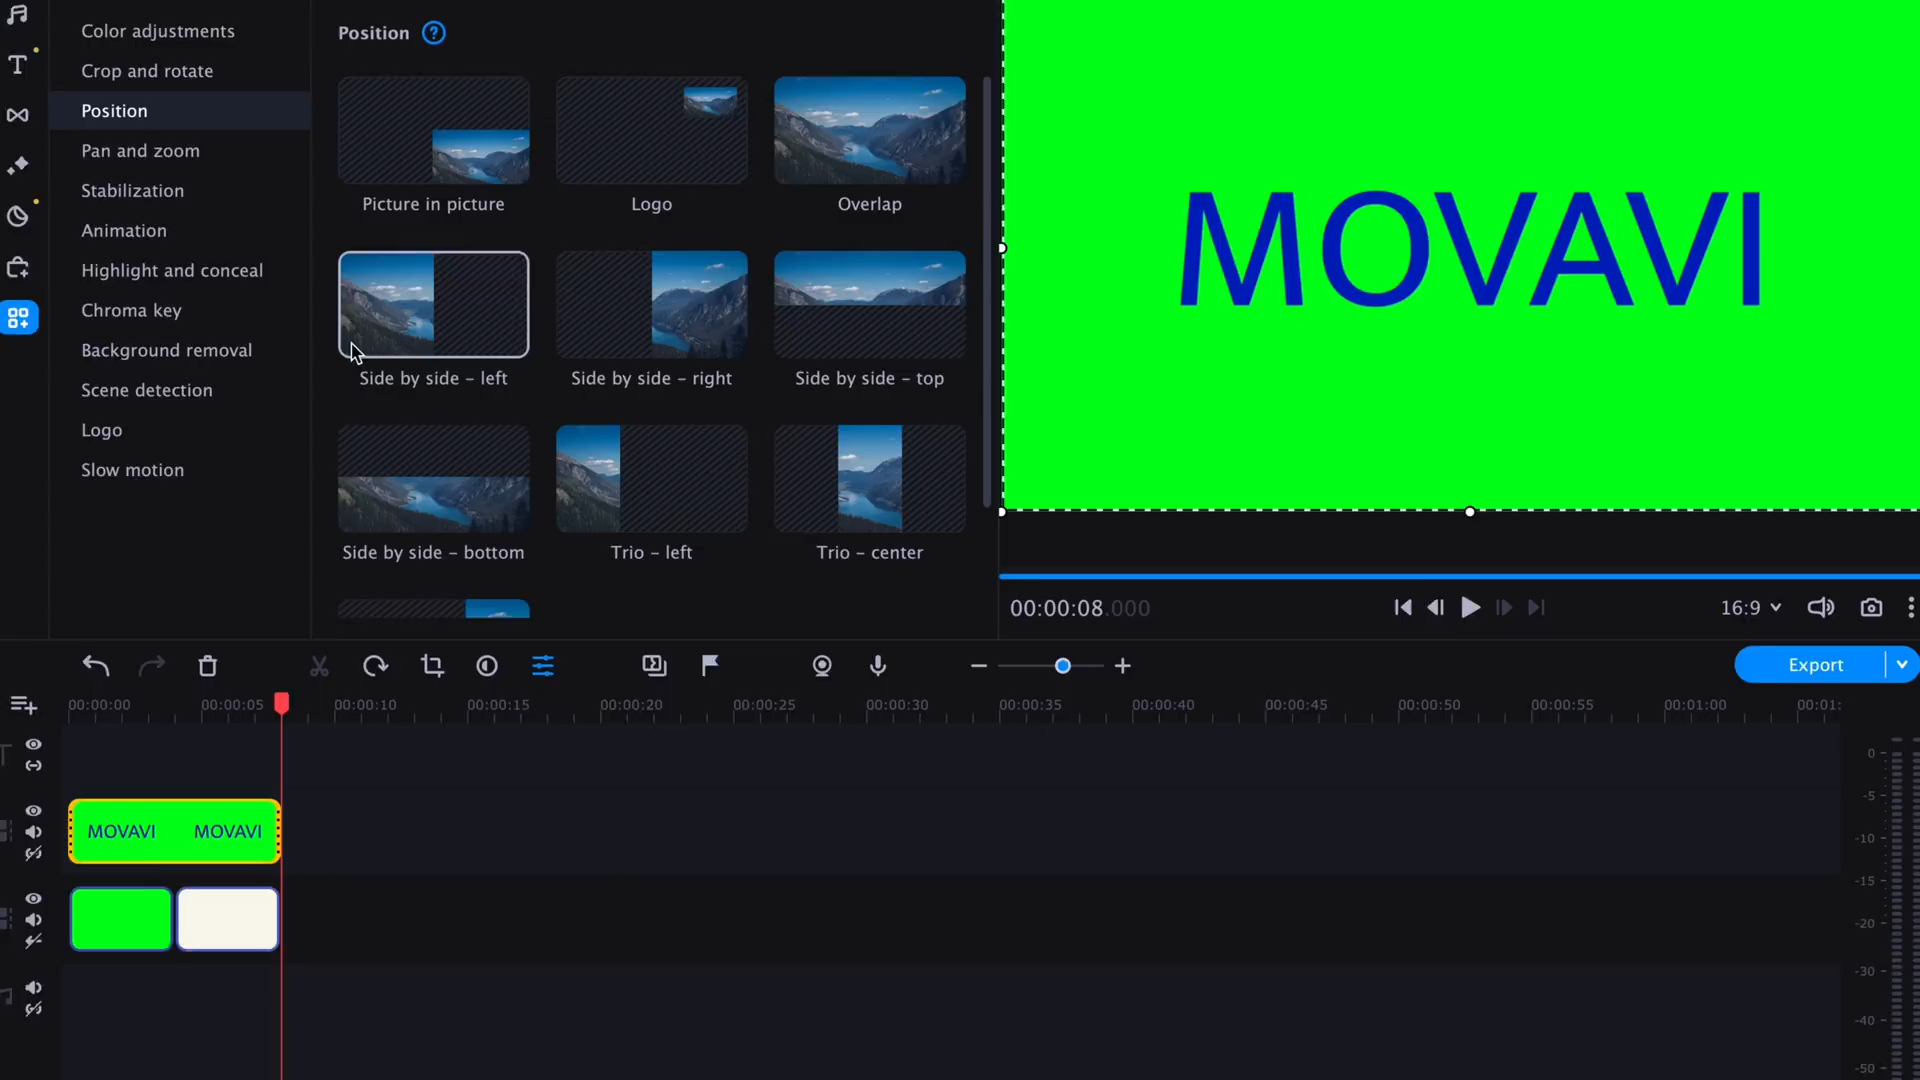 Color adjustments
Crop and rotate
Position
Pan and zoom
Stabilization
Animation
Highlight and conceal
Chroma key
Background removal
Scene detection
Logo
Slow motion
Position ?
Picture in picture
Logo
Overlap
Side by side – left
Side by side – right
Side by side – top
Side by side – bottom
Trio – left
Trio – center
MOVAVI
00:00:08.000
16:9
Export
00:00:00 00:00:05 00:00:10 00:00:15 00:00:20 00:00:25 00:00:30 00:00:35 00:00:40 00:00:45 00:00:50 00:00:55 00:01:00 00:01:
MOVAVI MOVAVI
0
-5
-10
-15
-20
-30
-40
-50